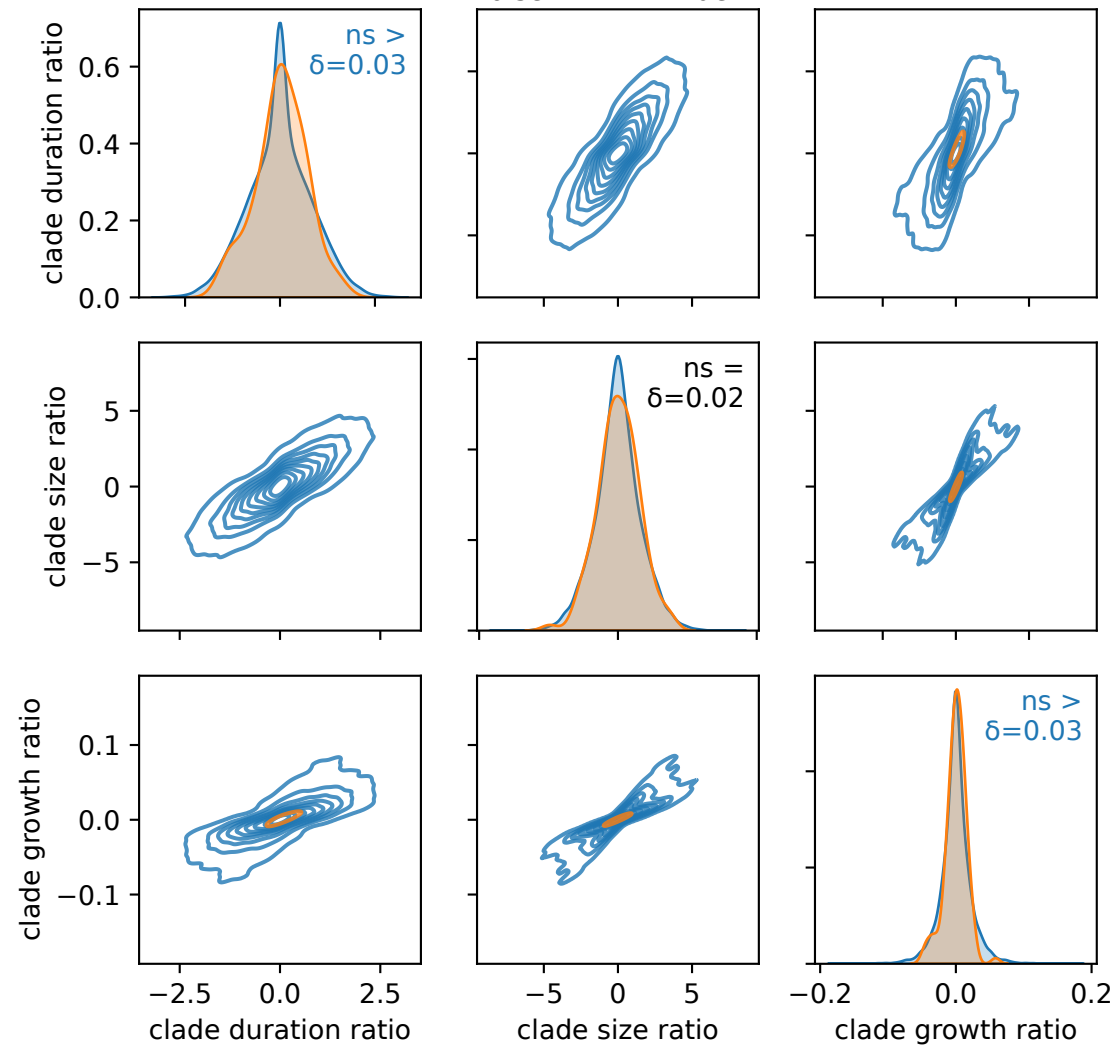 clade duration ratio
0.6
0.4
0.2
0.0
ns >
δ=0.03
clade size ratio
5
0
−5
ns =
δ=0.02
clade growth ratio
0.1
0.0
−0.1
ns >
δ=0.03
−2.5 0.0 2.5
−5 0 5
−0.2 0.0 0.2
clade duration ratio
clade size ratio
clade growth ratio